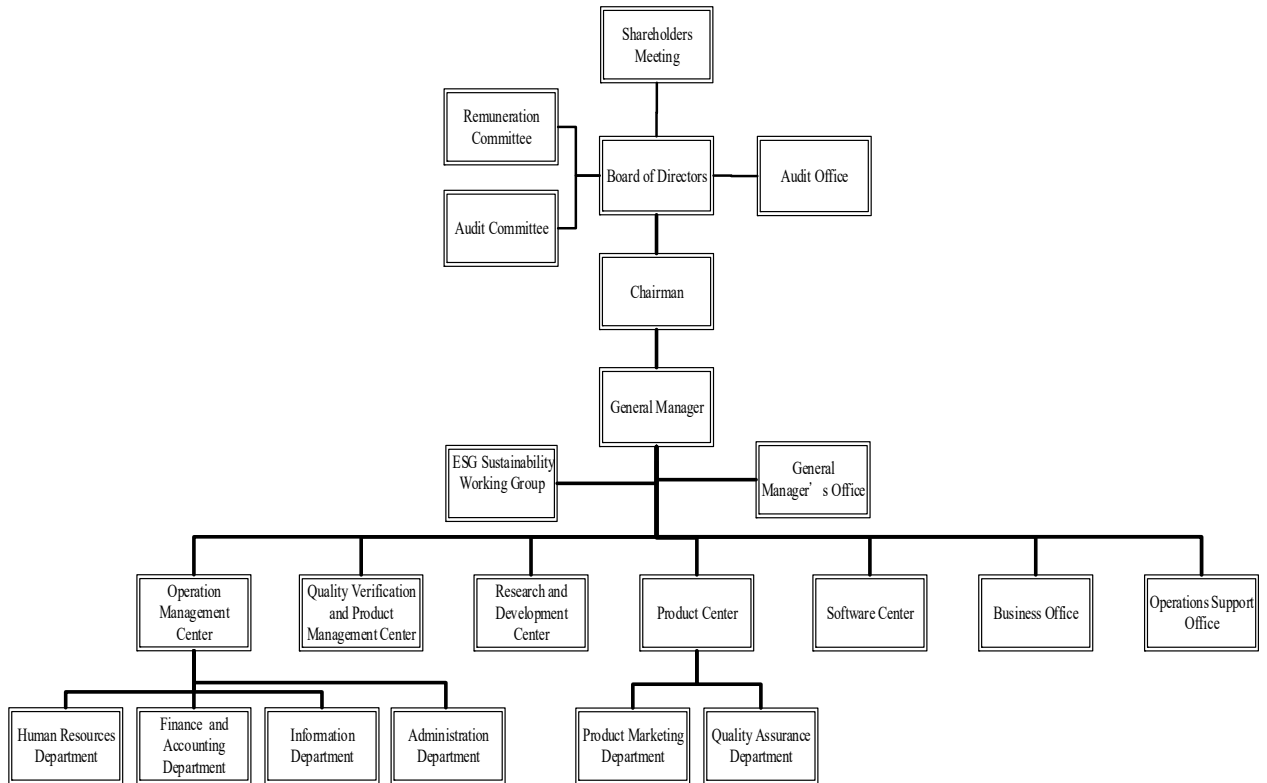 Shareholders
Meeting
Remuneration
Committee
Board of Directors
Audit Office
Audit Committee
Chairman
General Manager
ESG Sustainability
Working Group
General
Manager’s Office
Operation
Management
Center
Quality Verification
and Product
Management Center
Research and
Development
Center
Product Center
Software Center
Business Office
Operations Support
Office
Human Resources
Department
Finance and
Accounting
Department
Information
Department
Administration
Department
Product Marketing
Department
Quality Assurance
Department